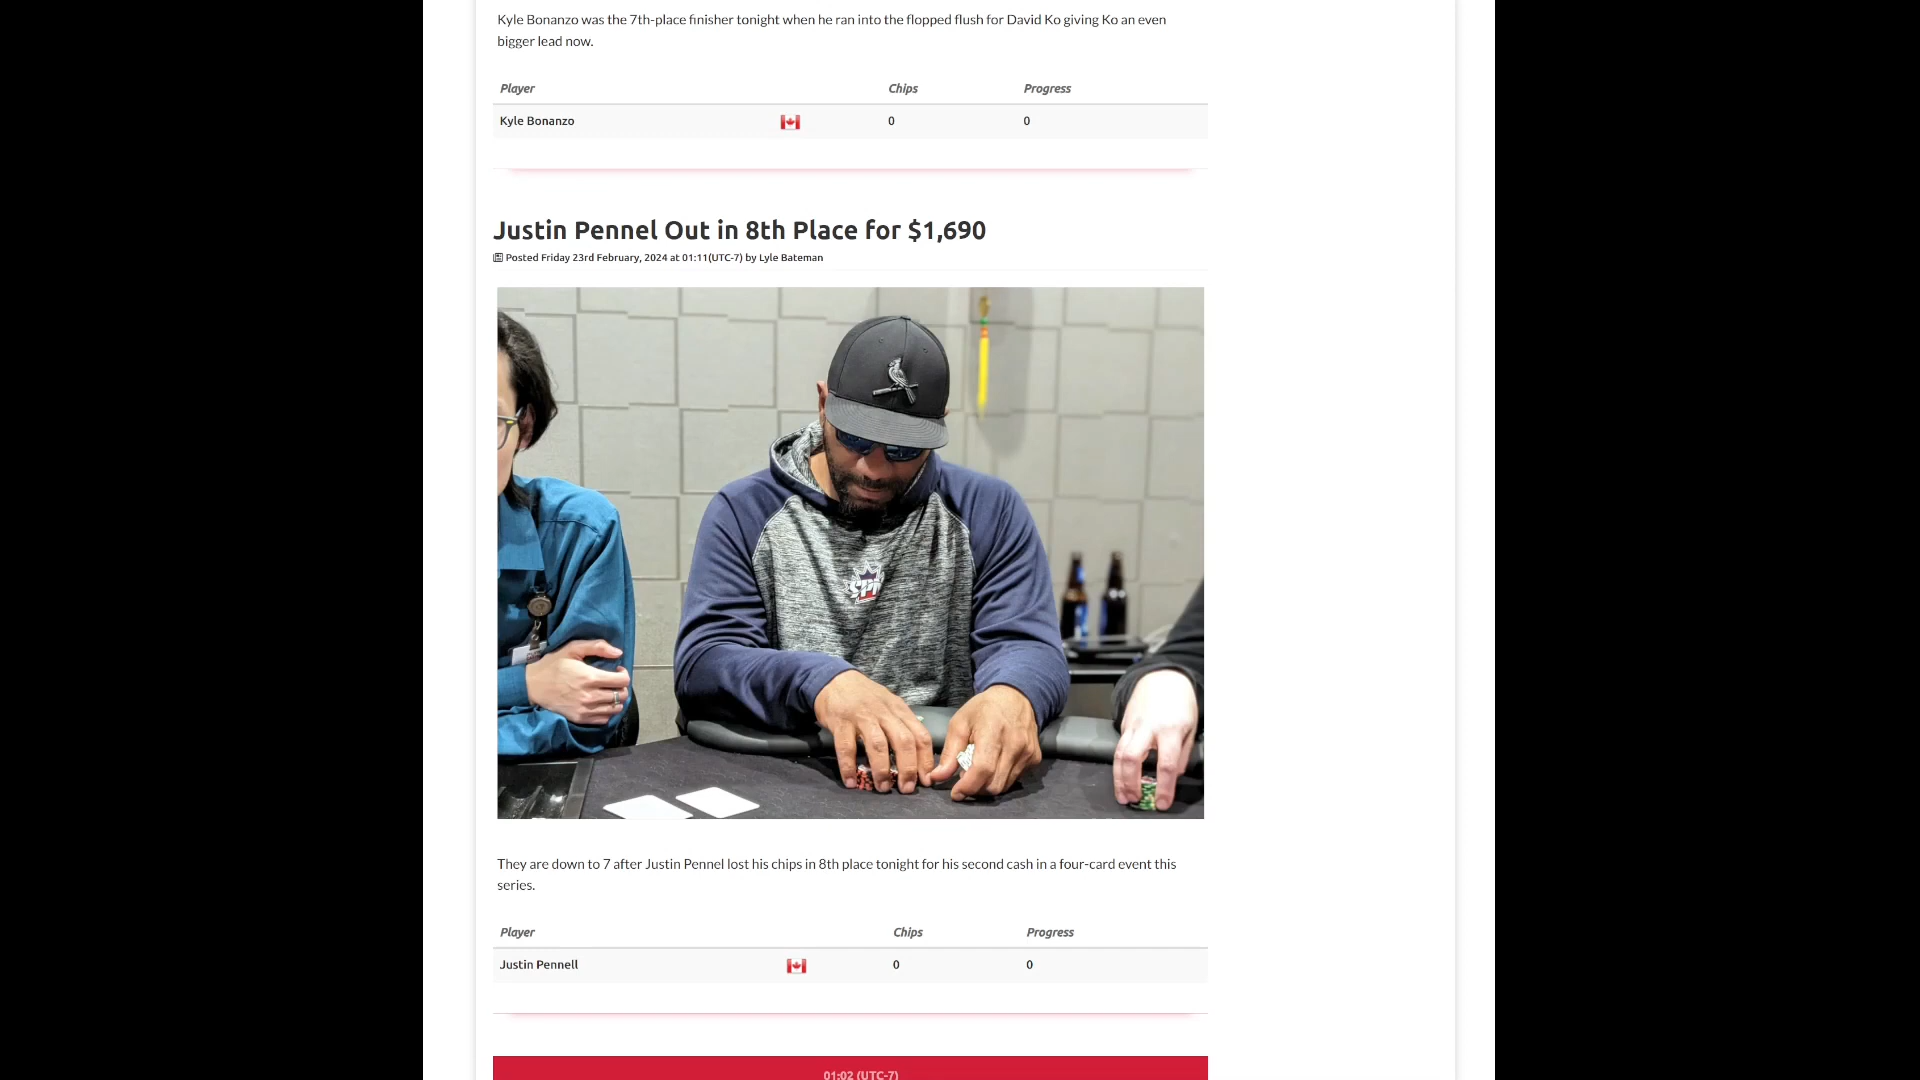 Kyle Bonanzo was the 7th-place finisher tonight when he ran into the flopped flush for David Ko giving Ko an even
bigger lead now.
Player Chips Progress
Kyle Bonanzo 0 0
Justin Pennel Out in 8th Place for $1,690
Posted Friday 23rd February, 2024 at 01:11(UTC-7) by Lyle Bateman
SPT
They are down to 7 after Justin Pennel lost his chips in 8th place tonight for his second cash in a four-card event this
series.
Player Chips Progress
Justin Pennell 0 0
01:02 (UTC-7)